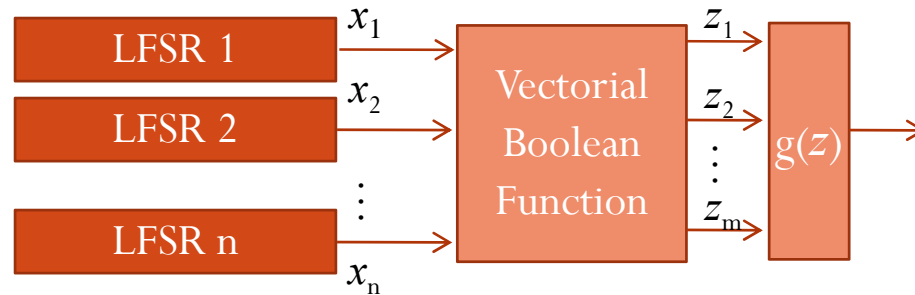 LFSR 1
x₁
LFSR 2
x₂
⋮
LFSR n
xₙ
Vectorial
Boolean
Function
z₁
z₂
⋮
zₘ
g(z)